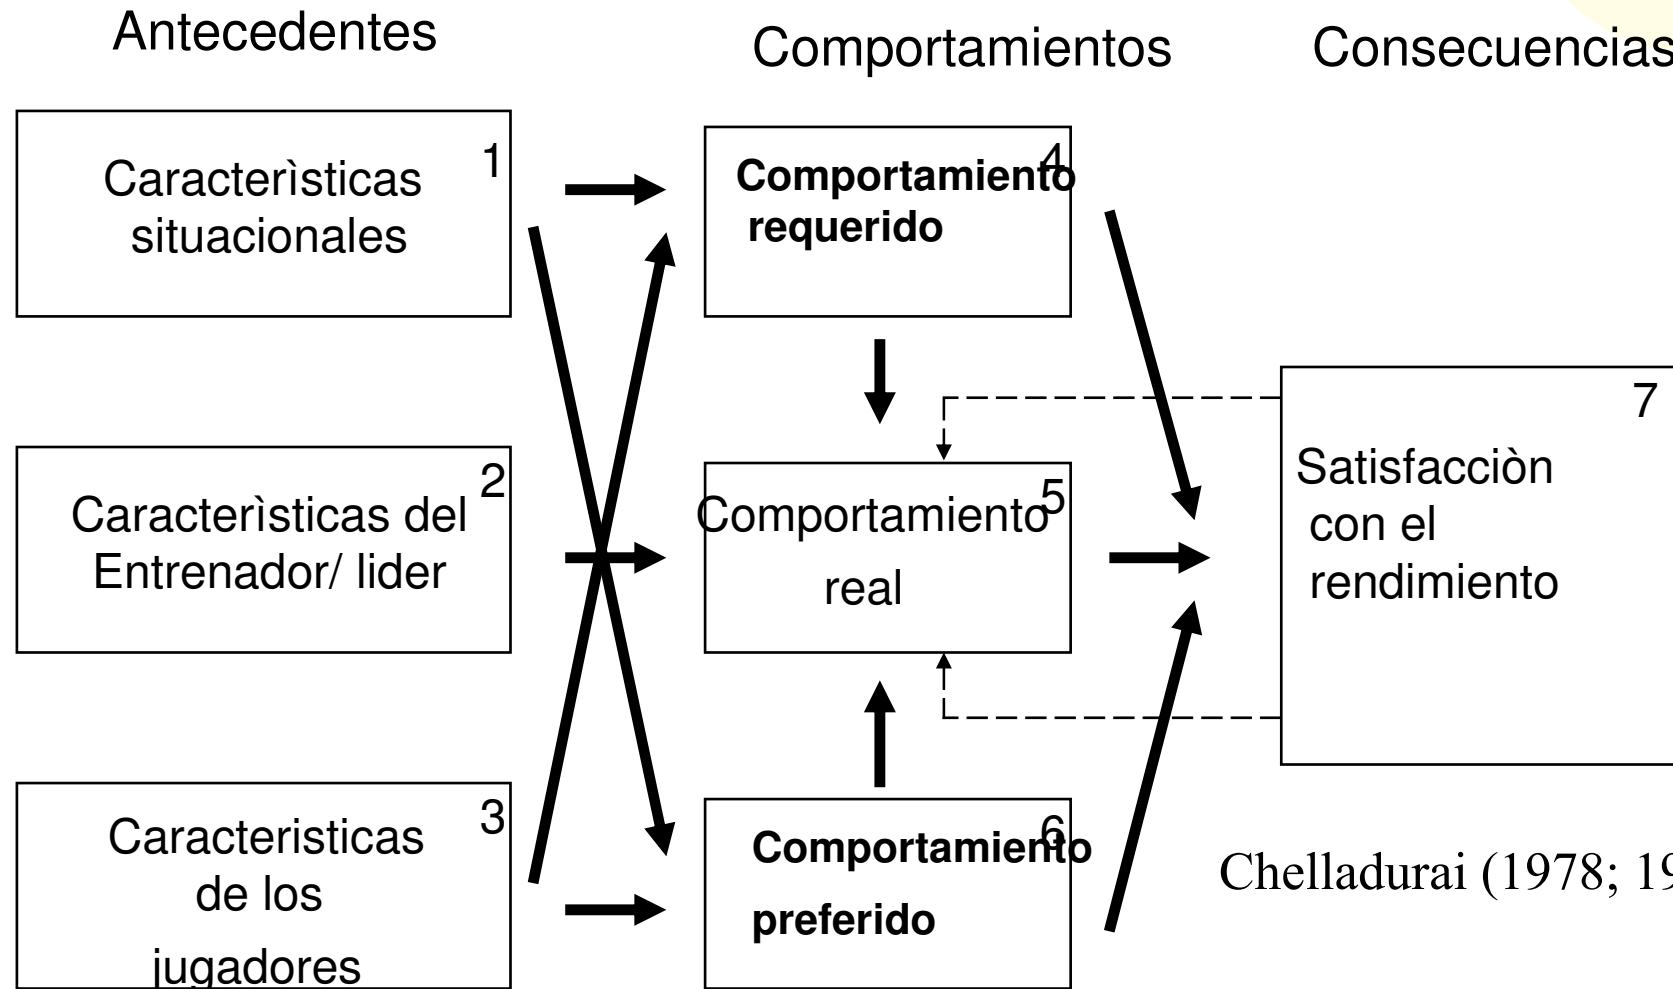 Antecedentes
Comportamientos
Consecuencias
1
Caracterìsticas
situacionales
2
Caracterìsticas del
Entrenador/ lider
3
Caracteristicas
de los
jugadores
4
Comportamiento
requerido
5
Comportamiento
real
6
Comportamiento
preferido
7
Satisfacciòn
con el
rendimiento
Chelladurai (1978; 19